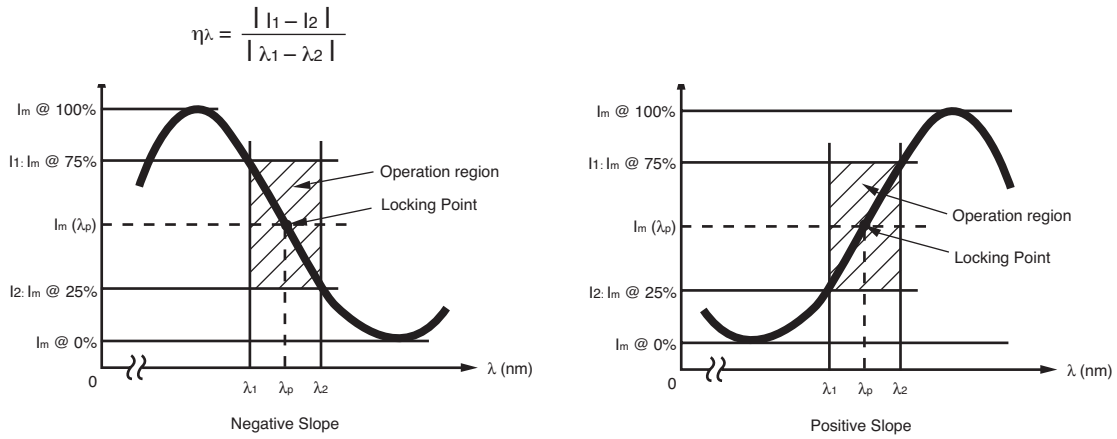 ηλ = | I1 – I2 | / | λ1 – λ2 |
Im @ 100%
I1: Im @ 75%
Im (λp)
I2: Im @ 25%
Im @ 0%
0
Operation region
Locking Point
λ1 λp λ2
λ (nm)
Negative Slope
Im @ 100%
I1: Im @ 75%
Im (λp)
I2: Im @ 25%
Im @ 0%
0
Operation region
Locking Point
λ1 λp λ2
λ (nm)
Positive Slope